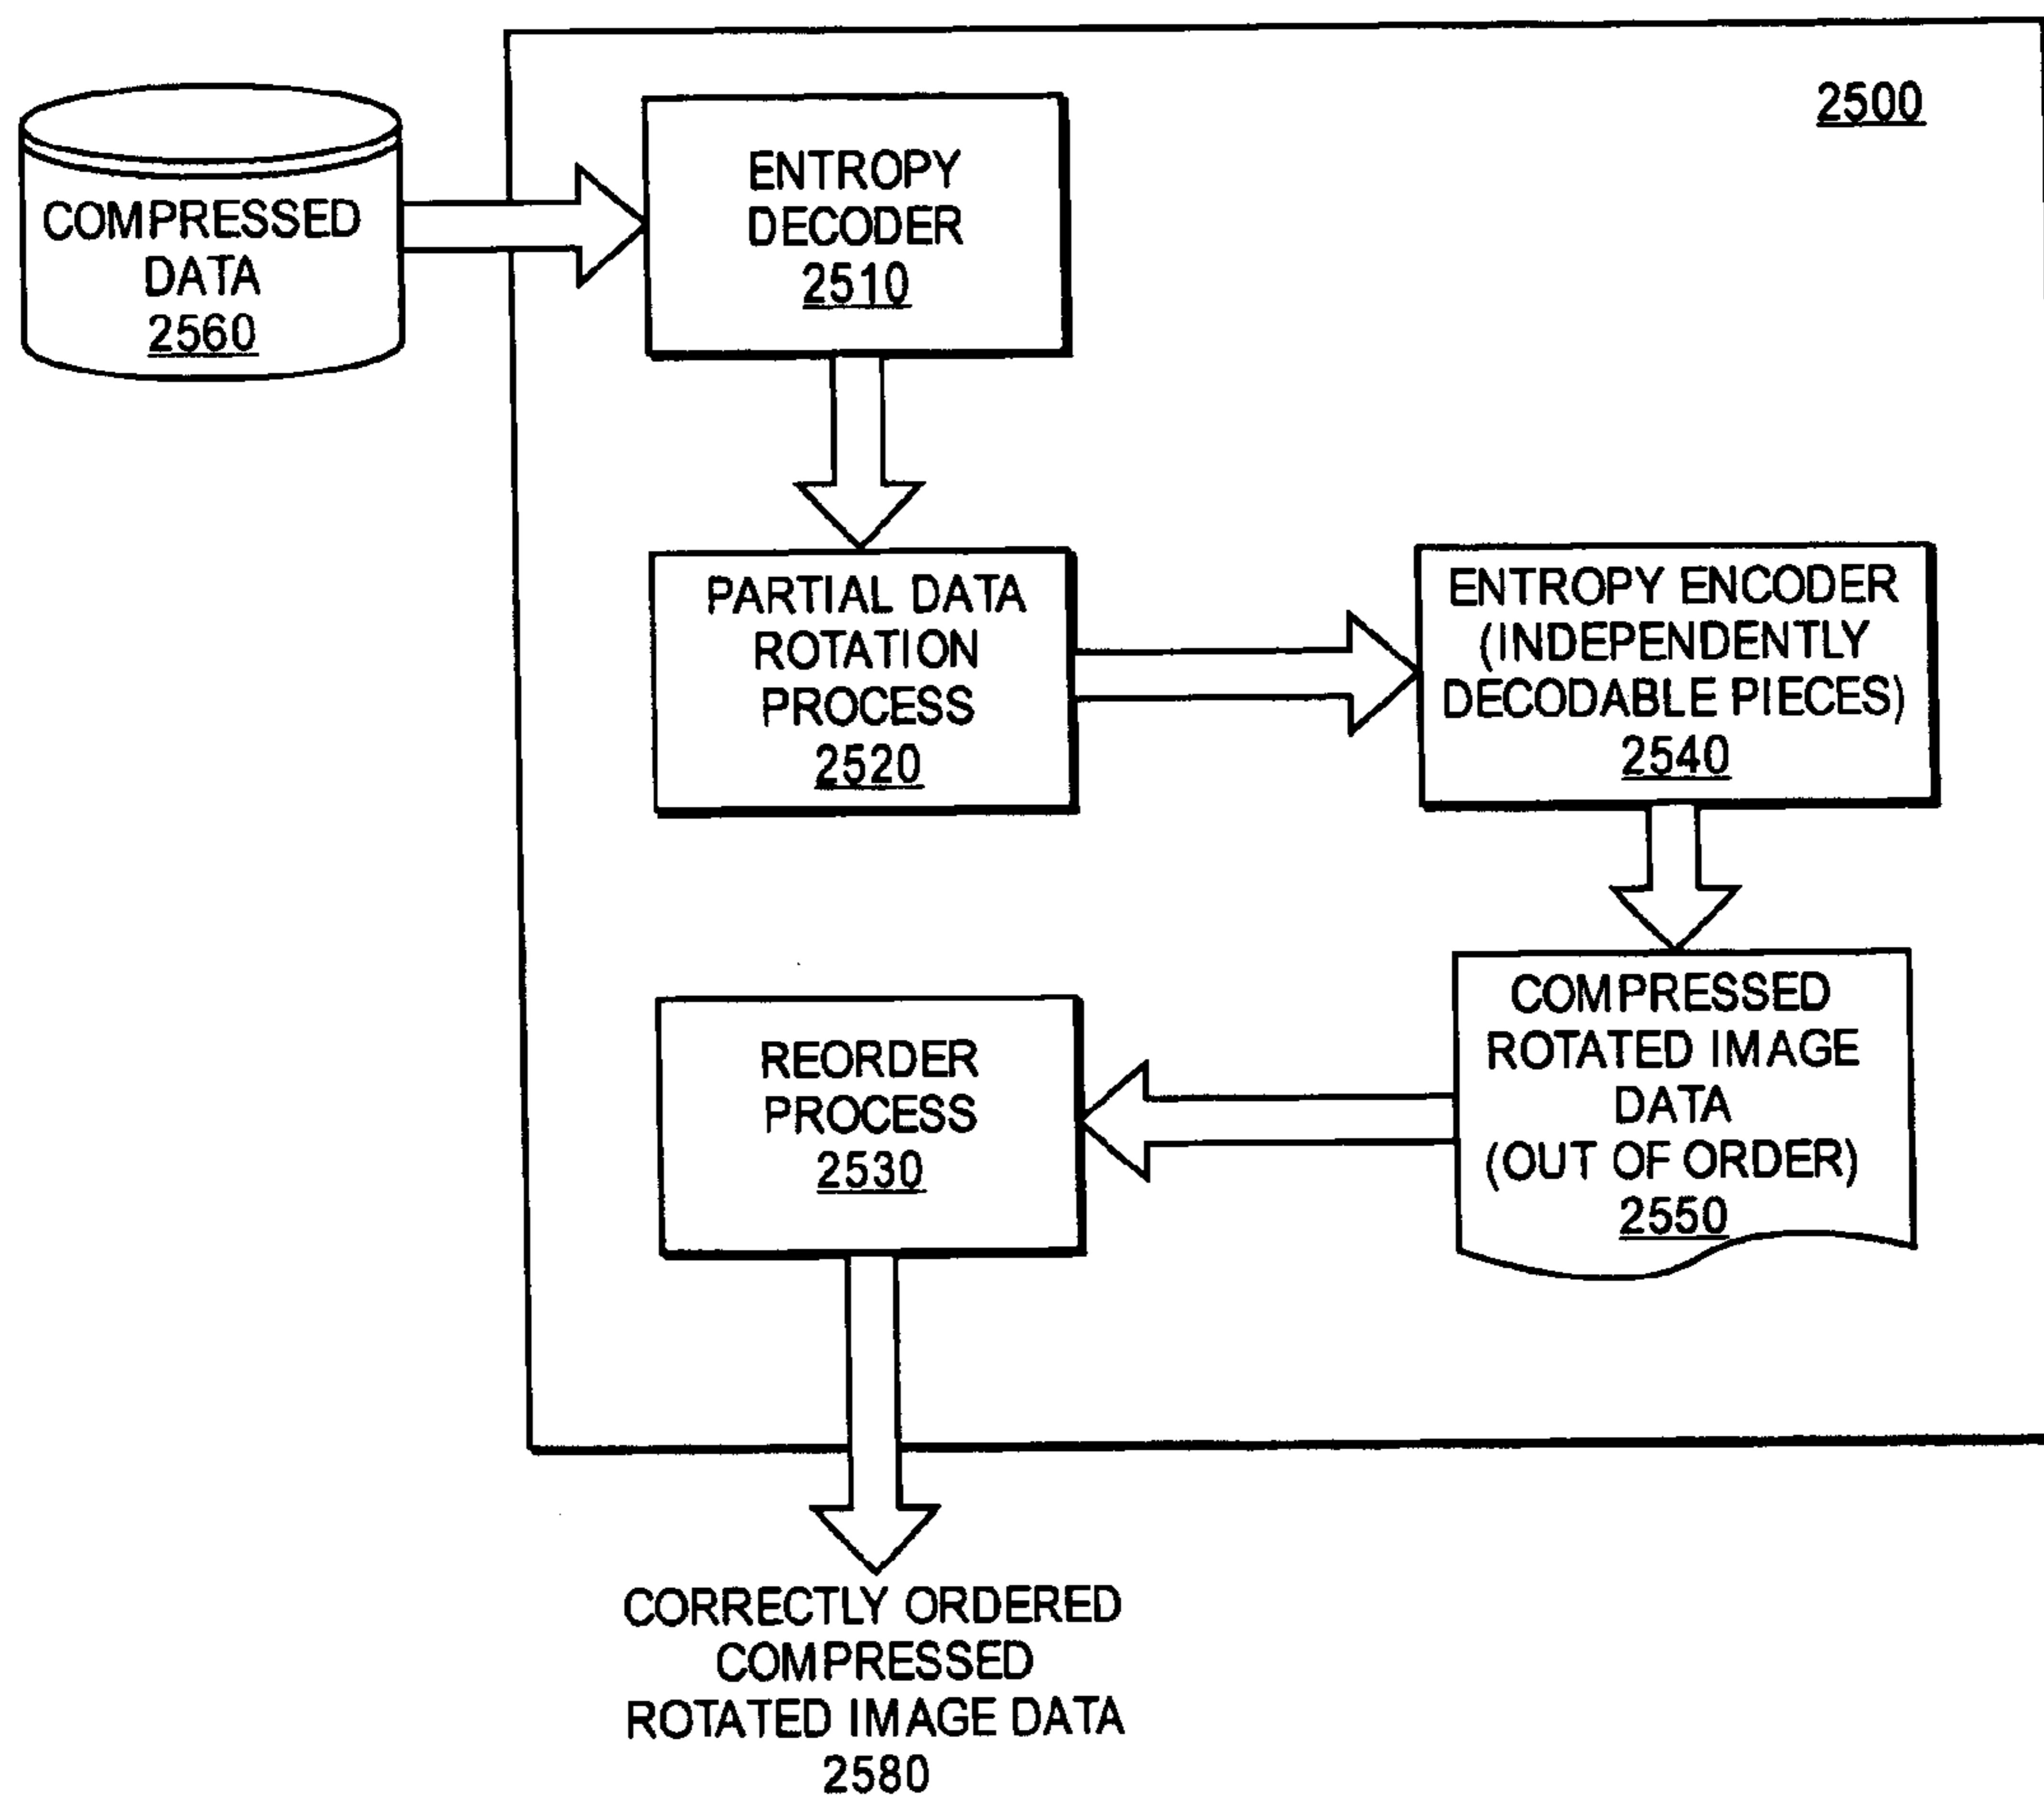 2500
COMPRESSED
DATA
2560
ENTROPY
DECODER
2510
PARTIAL DATA
ROTATION
PROCESS
2520
ENTROPY ENCODER
(INDEPENDENTLY
DECODABLE PIECES)
2540
COMPRESSED
ROTATED IMAGE
DATA
(OUT OF ORDER)
2550
REORDER
PROCESS
2530
CORRECTLY ORDERED
COMPRESSED
ROTATED IMAGE DATA
2580